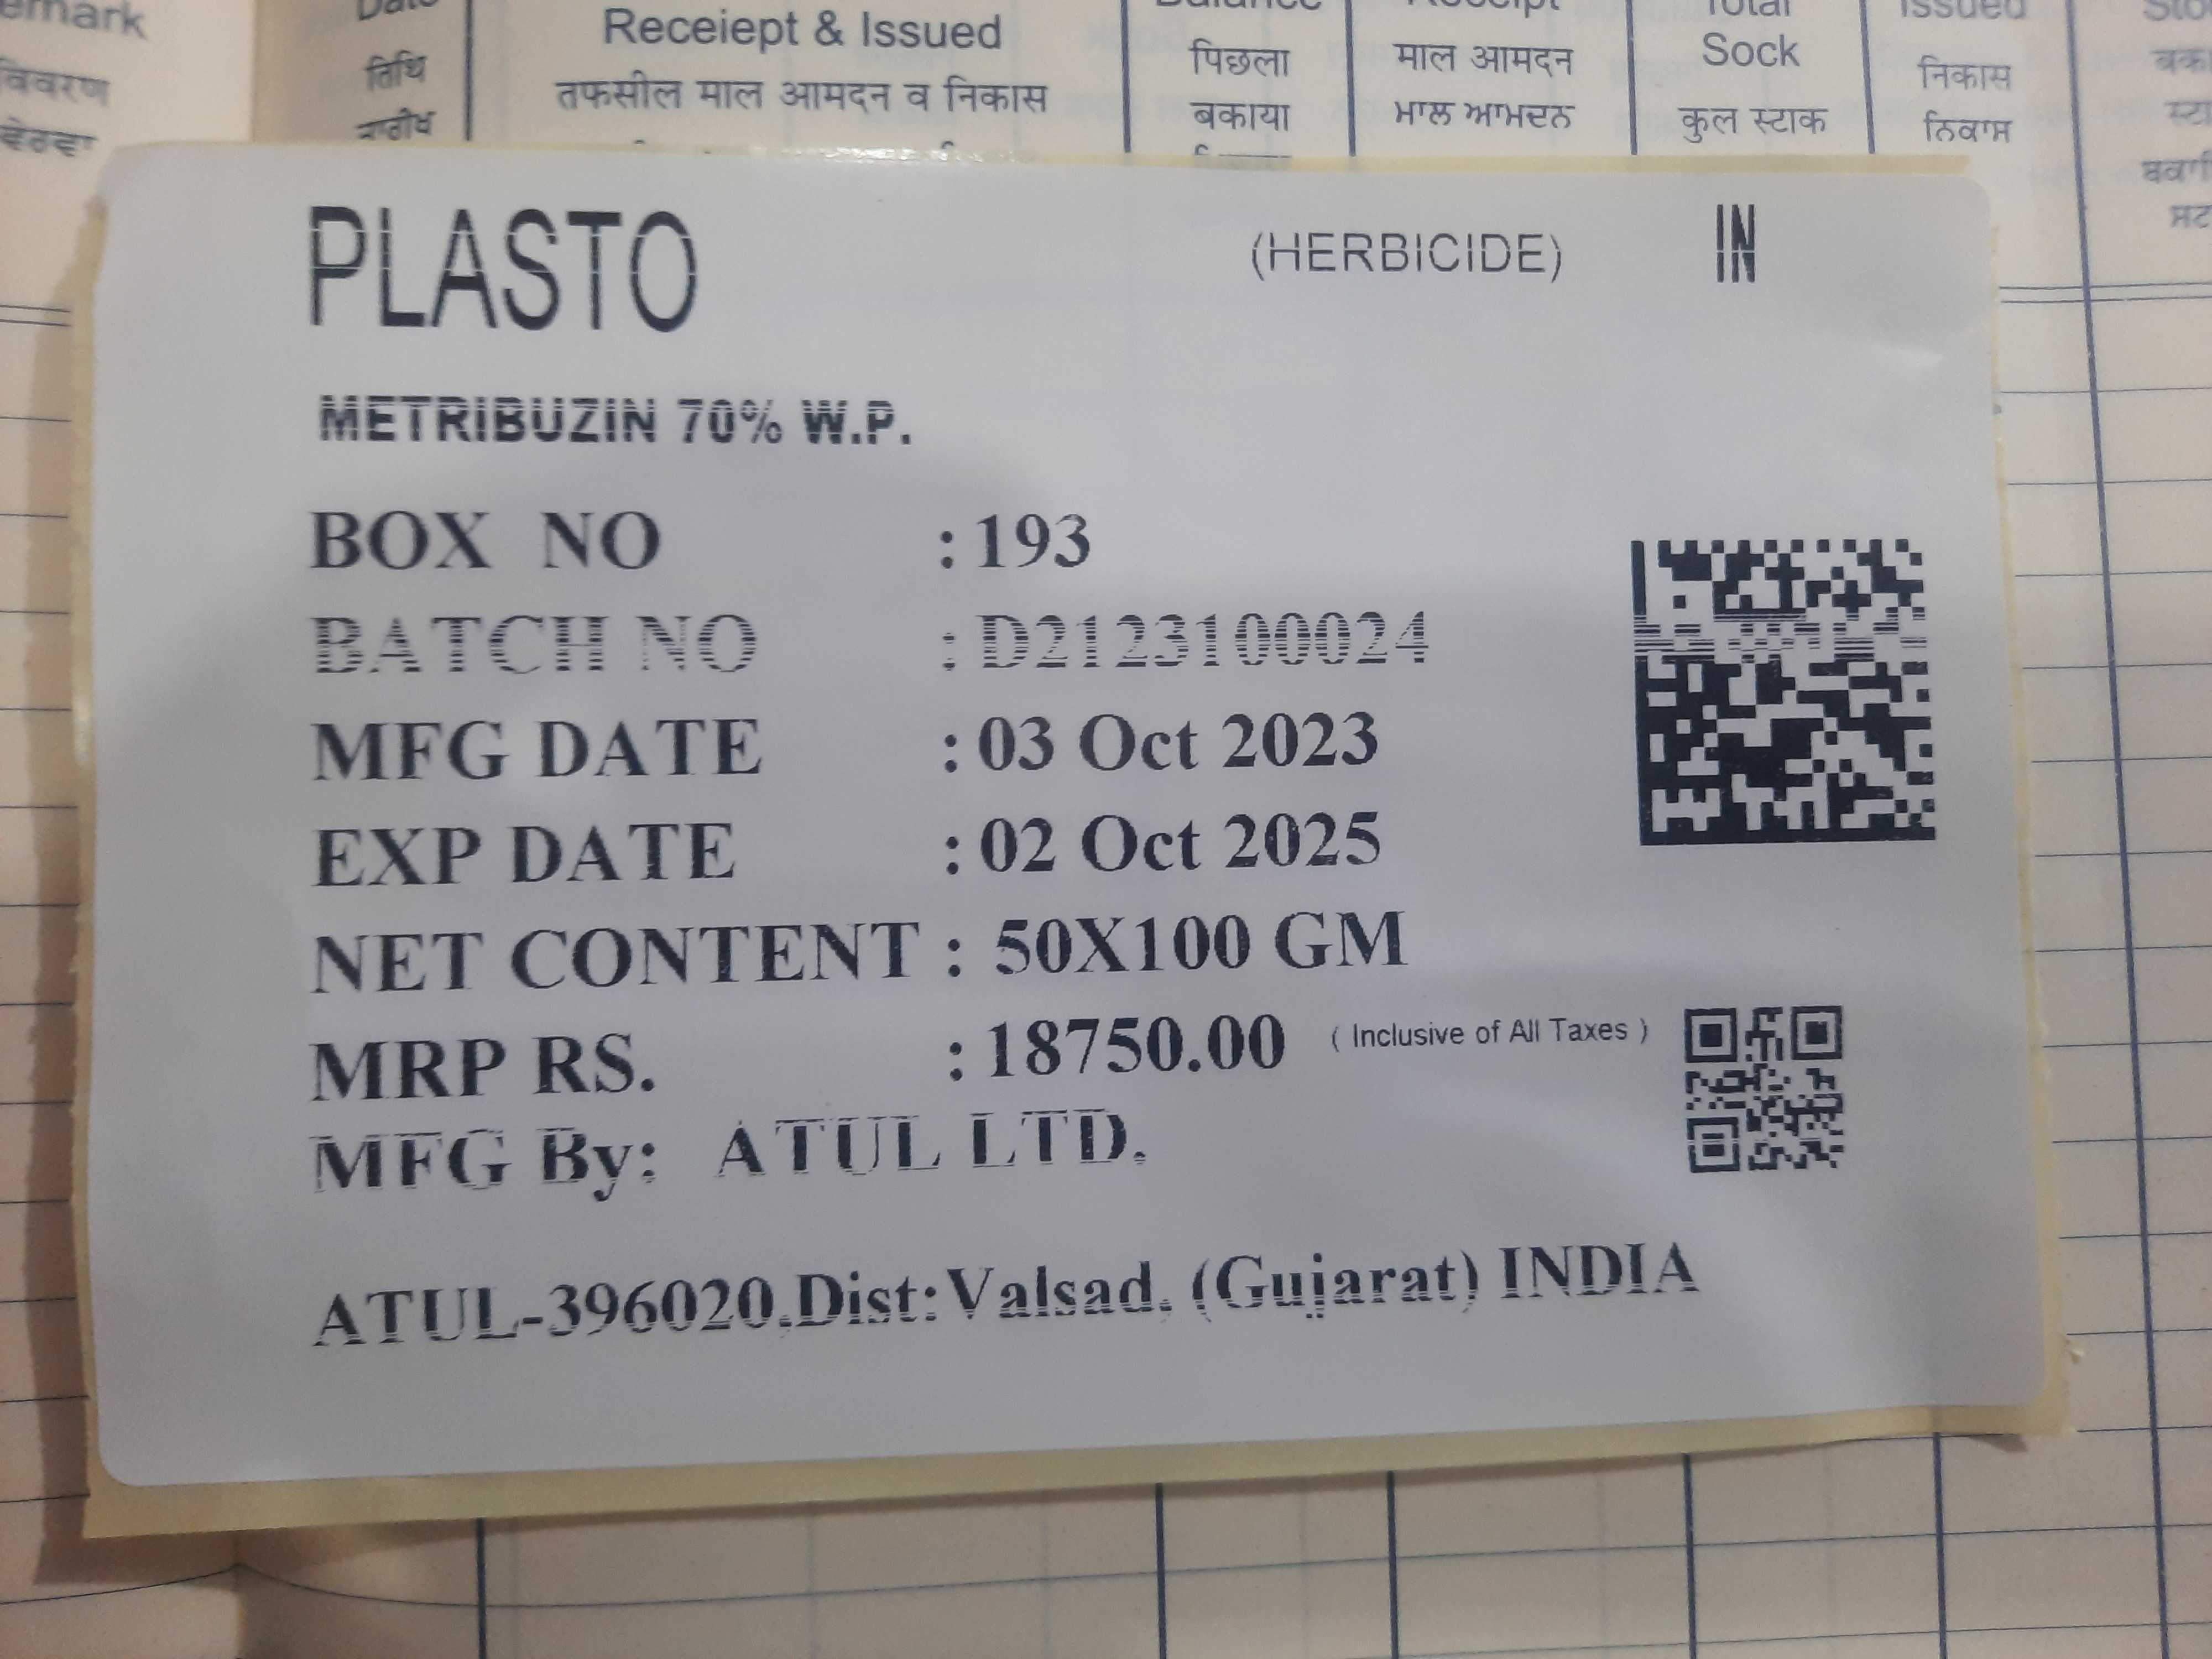 Date
Receiept & Issued
Sock
तिथि
तफसील माल आमदन व निकास
पिछला
बकाया
माल आमदन
ਮਾਲ ਆਮਦਨ
कुल स्टाक
निकास
ਨਿਕਾਸ
विवरण
ਵੇਰਵਾ
ਤਾਰੀਖ
PLASTO (HERBICIDE) IN
METRIBUZIN 70% W.P.
BOX NO : 193
BATCH NO : D2123100024
MFG DATE : 03 Oct 2023
EXP DATE : 02 Oct 2025
NET CONTENT : 50X100 GM
MRP RS. : 18750.00 ( Inclusive of All Taxes )
MFG By: ATUL LTD.
ATUL-396020,Dist:Valsad, (Gujarat) INDIA